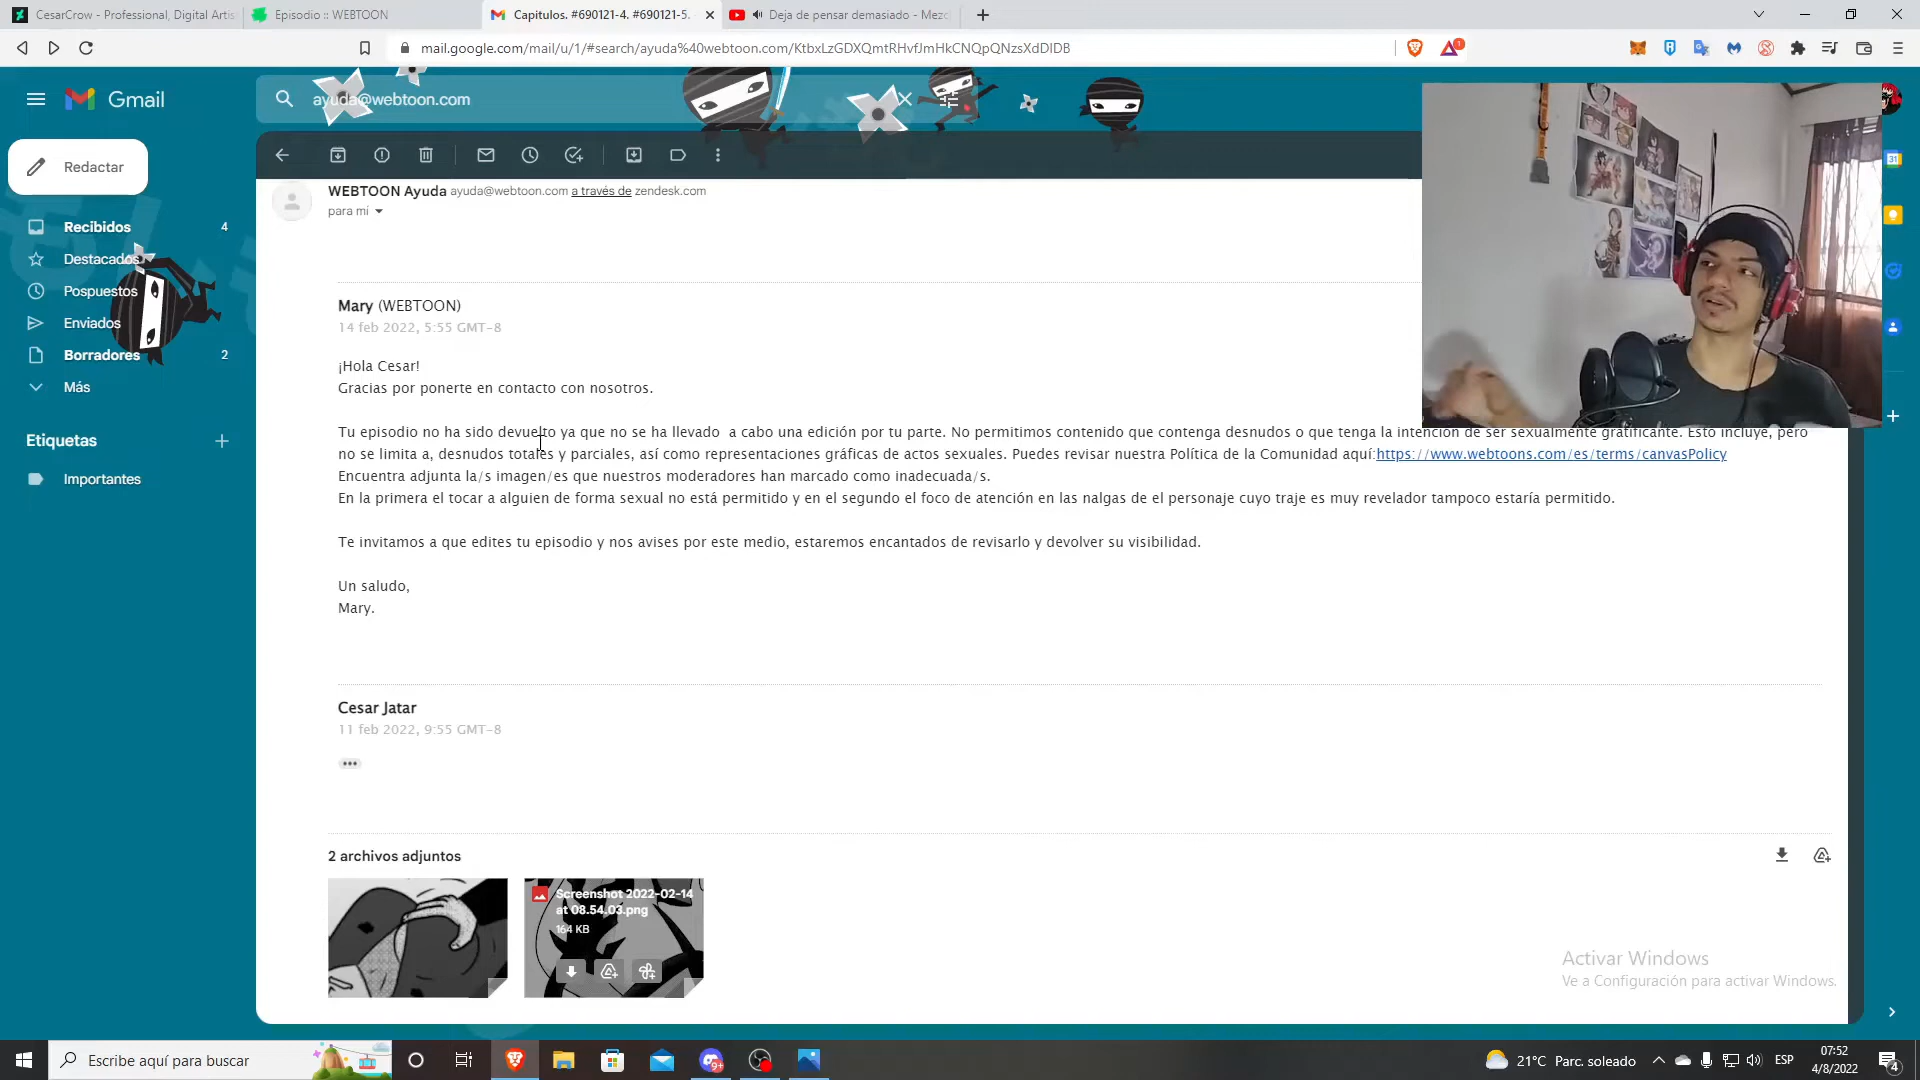 CesarCrow - Professional, Digital Artis
Episodio :: WEBTOON
Capitulos. #690121-4. #690121-5.
Deja de pensar demasiado - Mezc
mail.google.com/mail/u/1/#search/ayuda%40webtoon.com/KtbxLzGDXQmtRHvfJmHkCNQpQNzsXdDIDB
1
Gmail
ayuda@webtoon.com
Redactar
Recibidos 4
Destacados
Pospuestos
Enviados
Borradores 2
Más
Etiquetas
Importantes
WEBTOON Ayuda ayuda@webtoon.com a través de zendesk.com
para mí
Mary (WEBTOON)
14 feb 2022, 5:55 GMT-8
¡Hola Cesar!
Gracias por ponerte en contacto con nosotros.
Tu episodio no ha sido devuelto ya que no se ha llevado  a cabo una edición por tu parte. No permitimos contenido que contenga desnudos o que tenga la intención de ser sexualmente gratificante. Esto incluye, pero
no se limita a, desnudos totales y parciales, así como representaciones gráficas de actos sexuales. Puedes revisar nuestra Política de la Comunidad aquí:https://www.webtoons.com/es/terms/canvasPolicy
Encuentra adjunta la/s imagen/es que nuestros moderadores han marcado como inadecuada/s.
En la primera el tocar a alguien de forma sexual no está permitido y en el segundo el foco de atención en las nalgas de el personaje cuyo traje es muy revelador tampoco estaría permitido.
Te invitamos a que edites tu episodio y nos avises por este medio, estaremos encantados de revisarlo y devolver su visibilidad.
Un saludo,
Mary.
Cesar Jatar
11 feb 2022, 9:55 GMT-8
2 archivos adjuntos
Screenshot 2022-02-14
at 08.54.03.png
164 KB
31
Activar Windows
Ve a Configuración para activar Windows.
Escribe aquí para buscar
9+
21°C Parc. soleado
ESP
07:52
4/8/2022
4